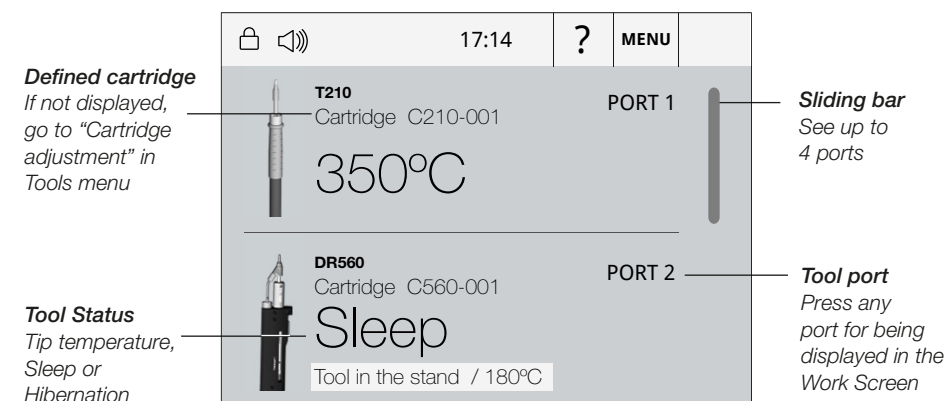 17:14
?
MENU
Defined cartridge
If not displayed,
go to “Cartridge
adjustment” in
Tools menu
T210
Cartridge C210-001
350ºC
PORT 1
Sliding bar
See up to
4 ports
Tool Status
Tip temperature,
Sleep or
Hibernation
DR560
Cartridge C560-001
Sleep
Tool in the stand / 180ºC
PORT 2
Tool port
Press any
port for being
displayed in the
Work Screen